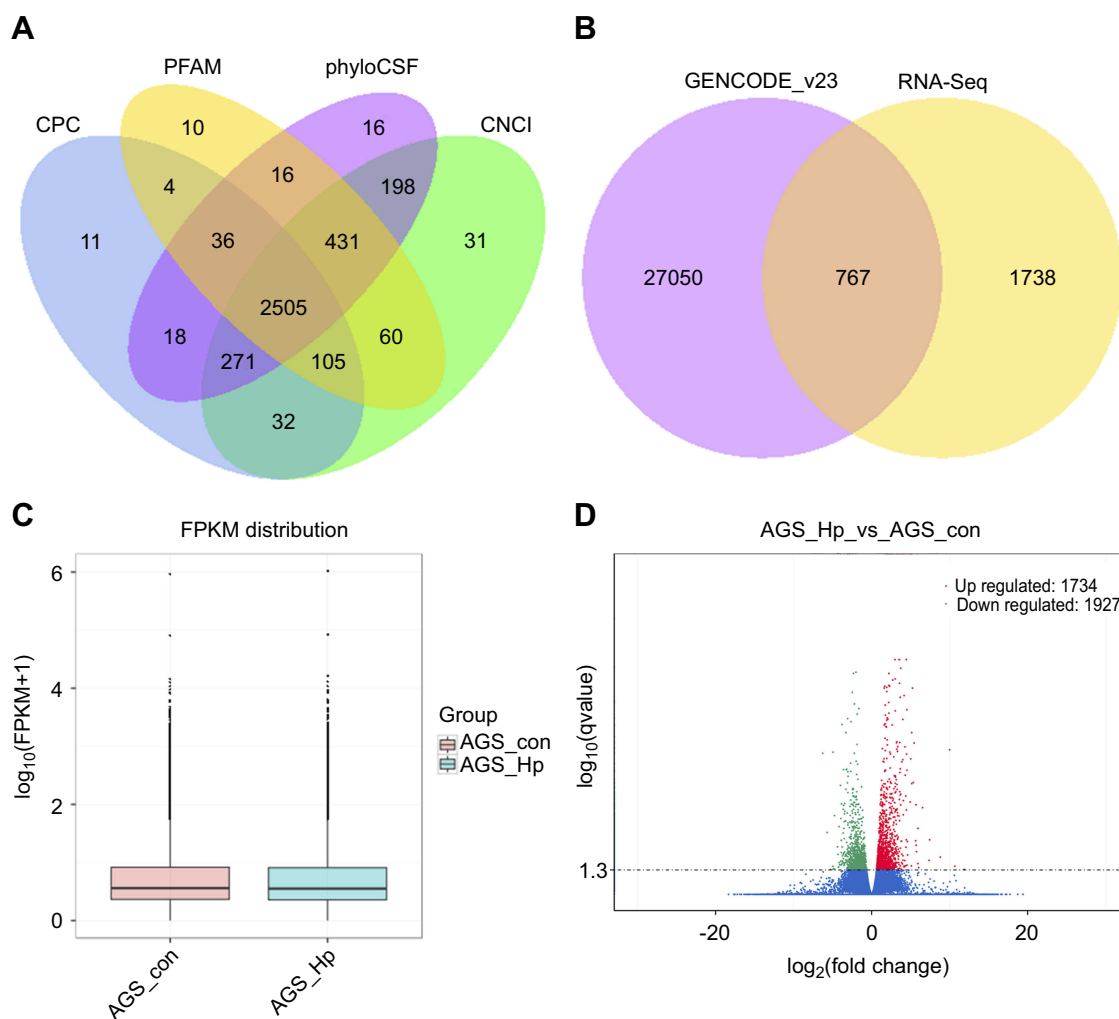 A
PFAM
phyloCSF
CPC
CNCI
10
16
4
16
198
11
36
431
31
2505
18
271
105
60
32
B
GENCODE_v23
RNA-Seq
27050
767
1738
C
FPKM distribution
log10(FPKM+1)
6
4
2
0
AGS_con
AGS_Hp
Group
AGS_con
AGS_Hp
D
AGS_Hp_vs_AGS_con
Up regulated: 1734
Down regulated: 1927
log10(qvalue)
1.3
-20
0
20
log2(fold change)